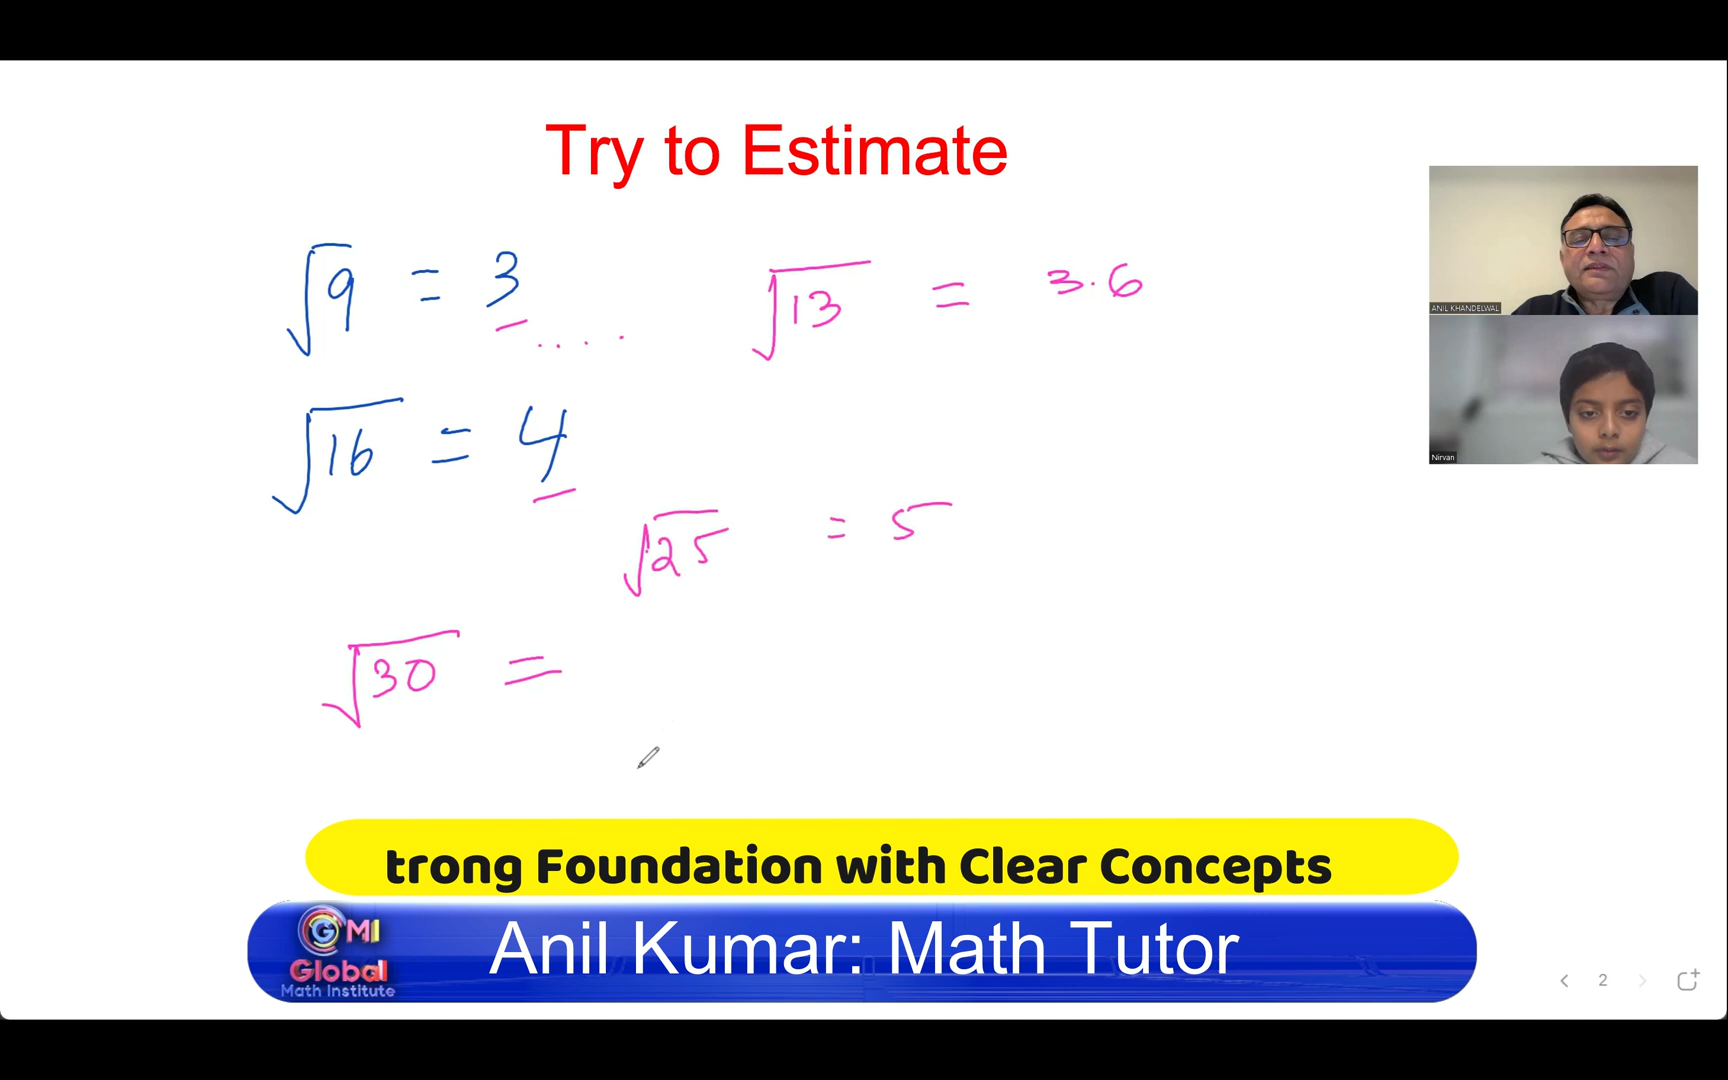 Try to Estimate
√9 = 3 ....
√13 = 3.6
√16 = 4
√25 = 5
√30 =
ANIL KHANDELWAL
Nirvan
trong Foundation with Clear Concepts
GMI
Global
Math Institute
Anil Kumar: Math Tutor
2